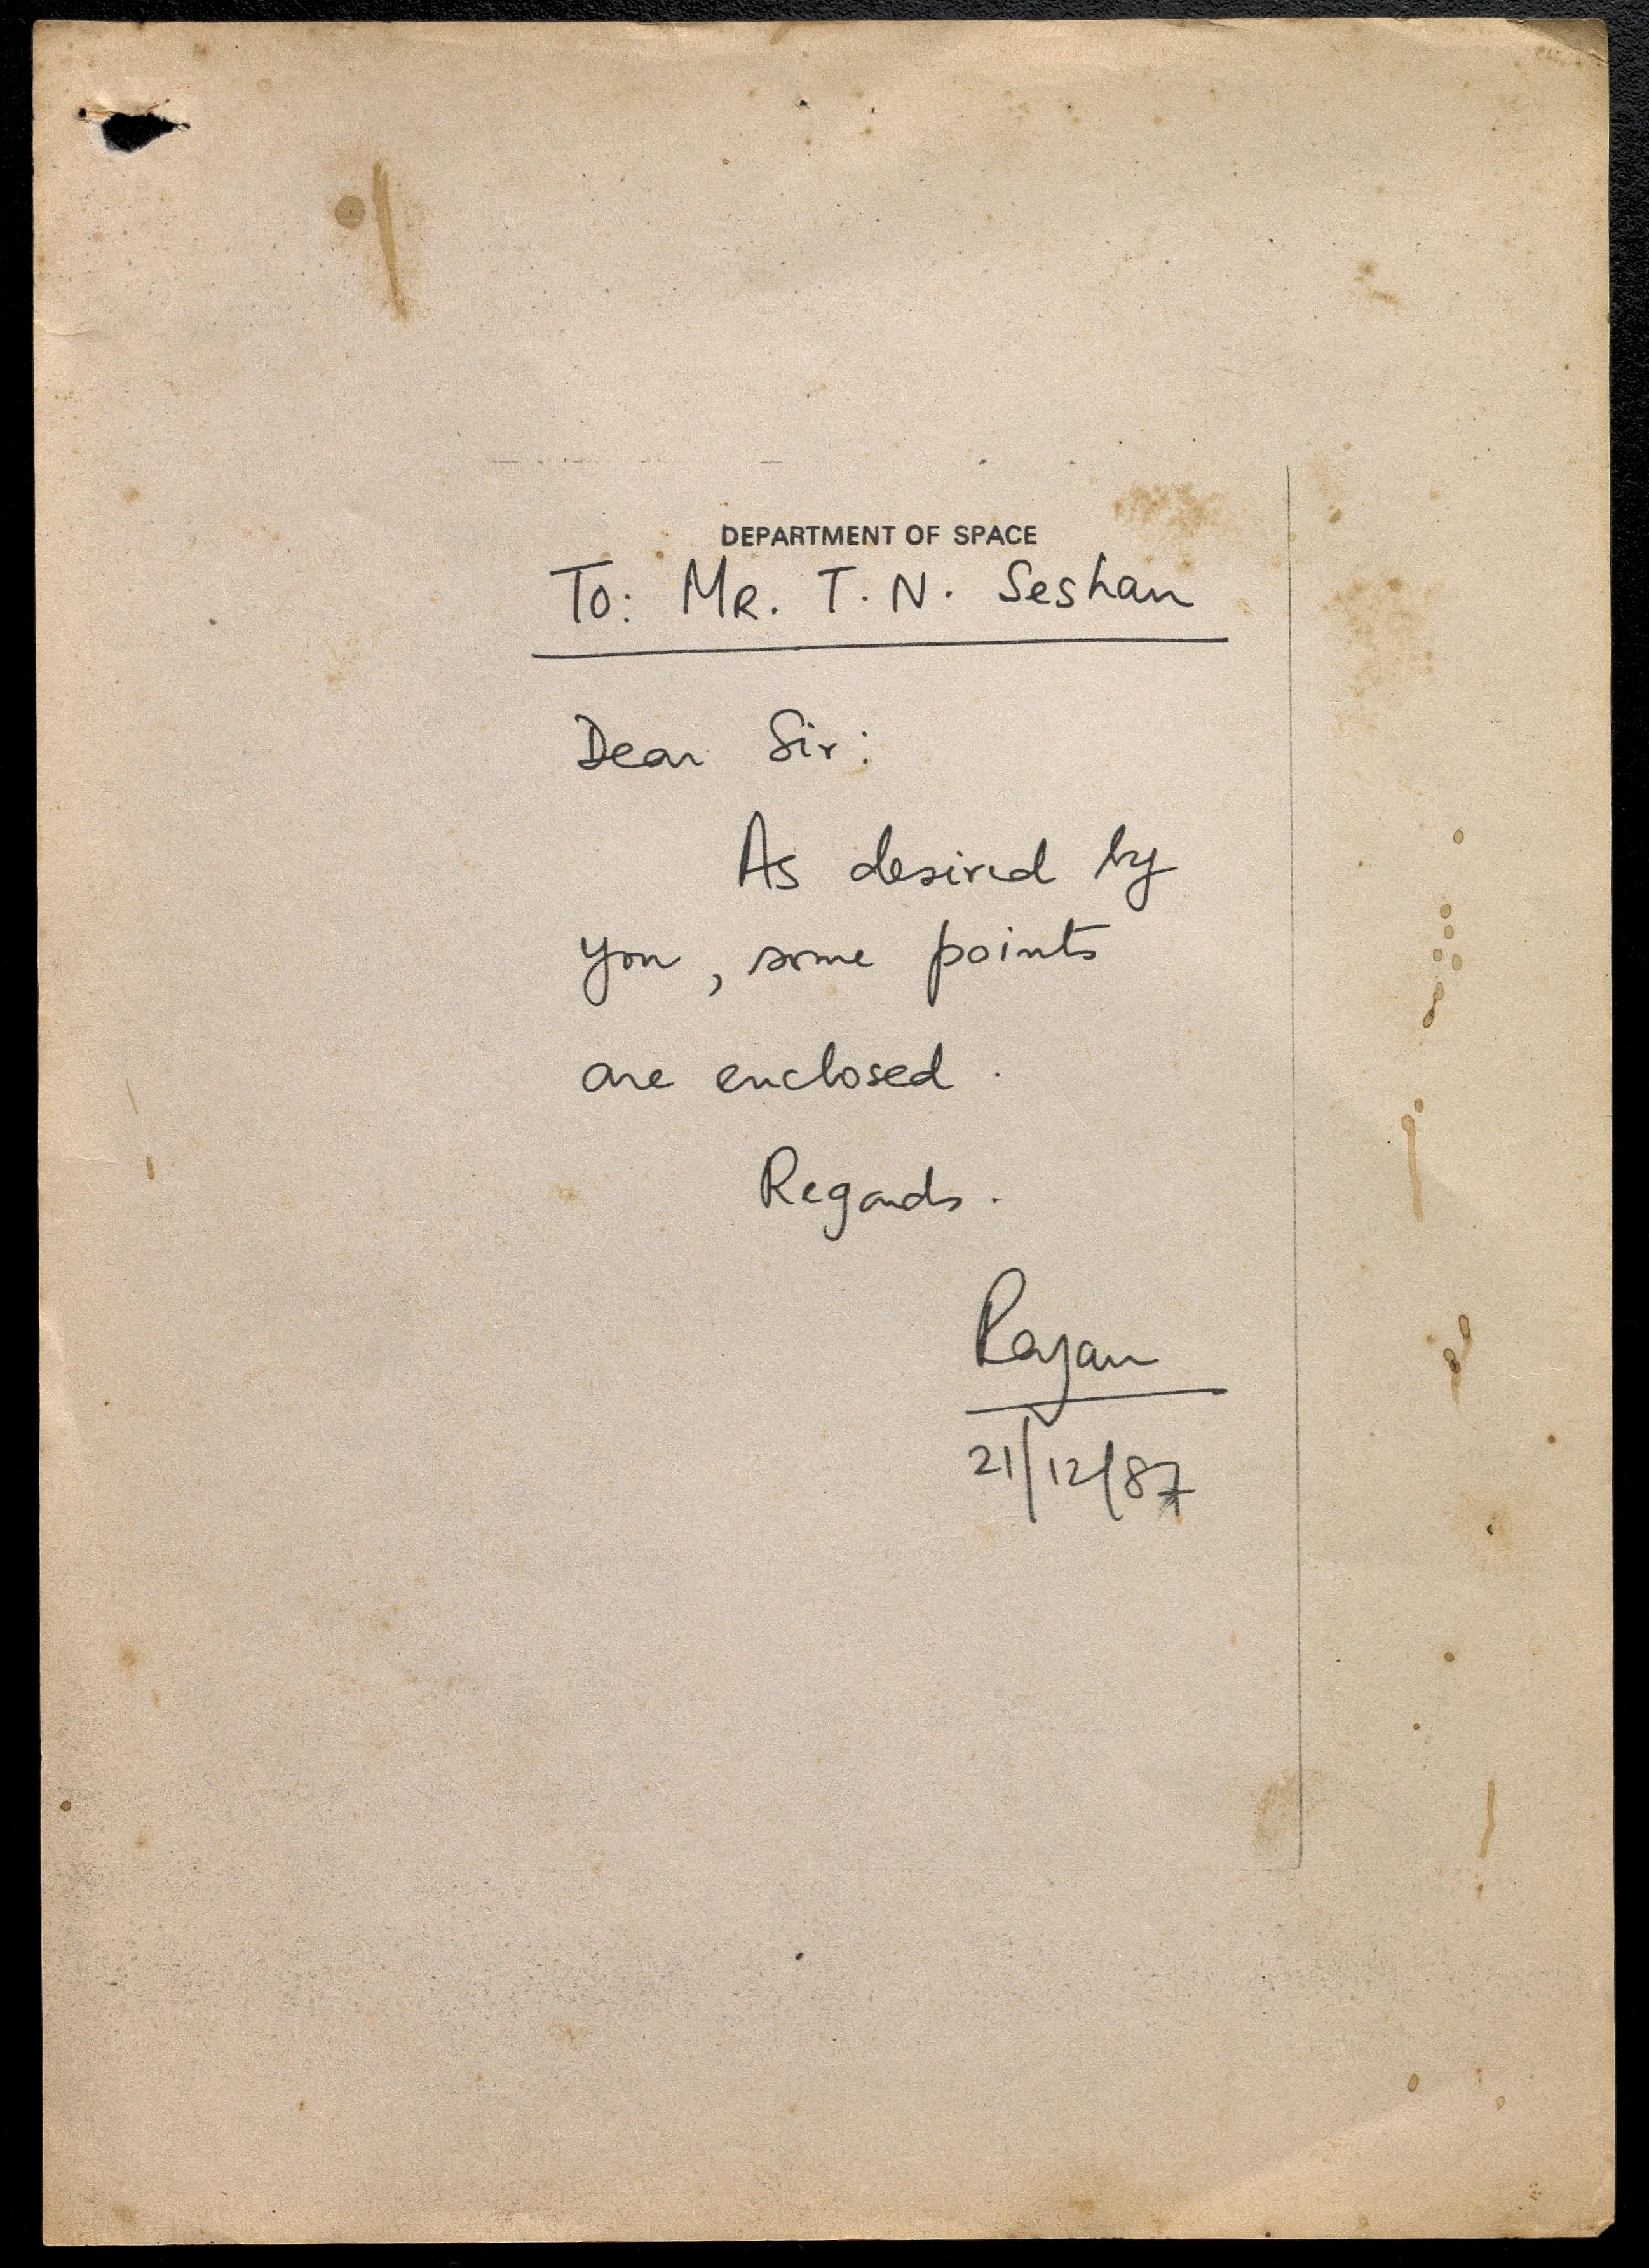 DEPARTMENT OF SPACE
To: MR. T. N. Seshan
Dear Sir:
As desired by
you, some points
are enclosed.
Regards.
Rajan
21/12/87